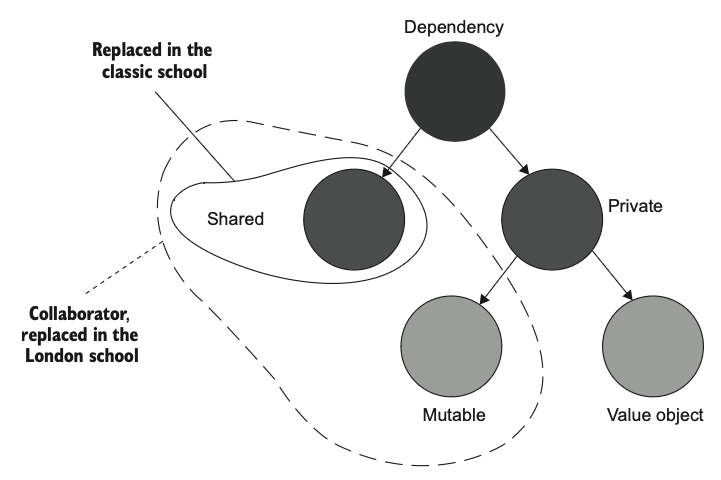 Dependency
Replaced in the
classic school
Shared
Private
Collaborator,
replaced in the
London school
Mutable
Value object